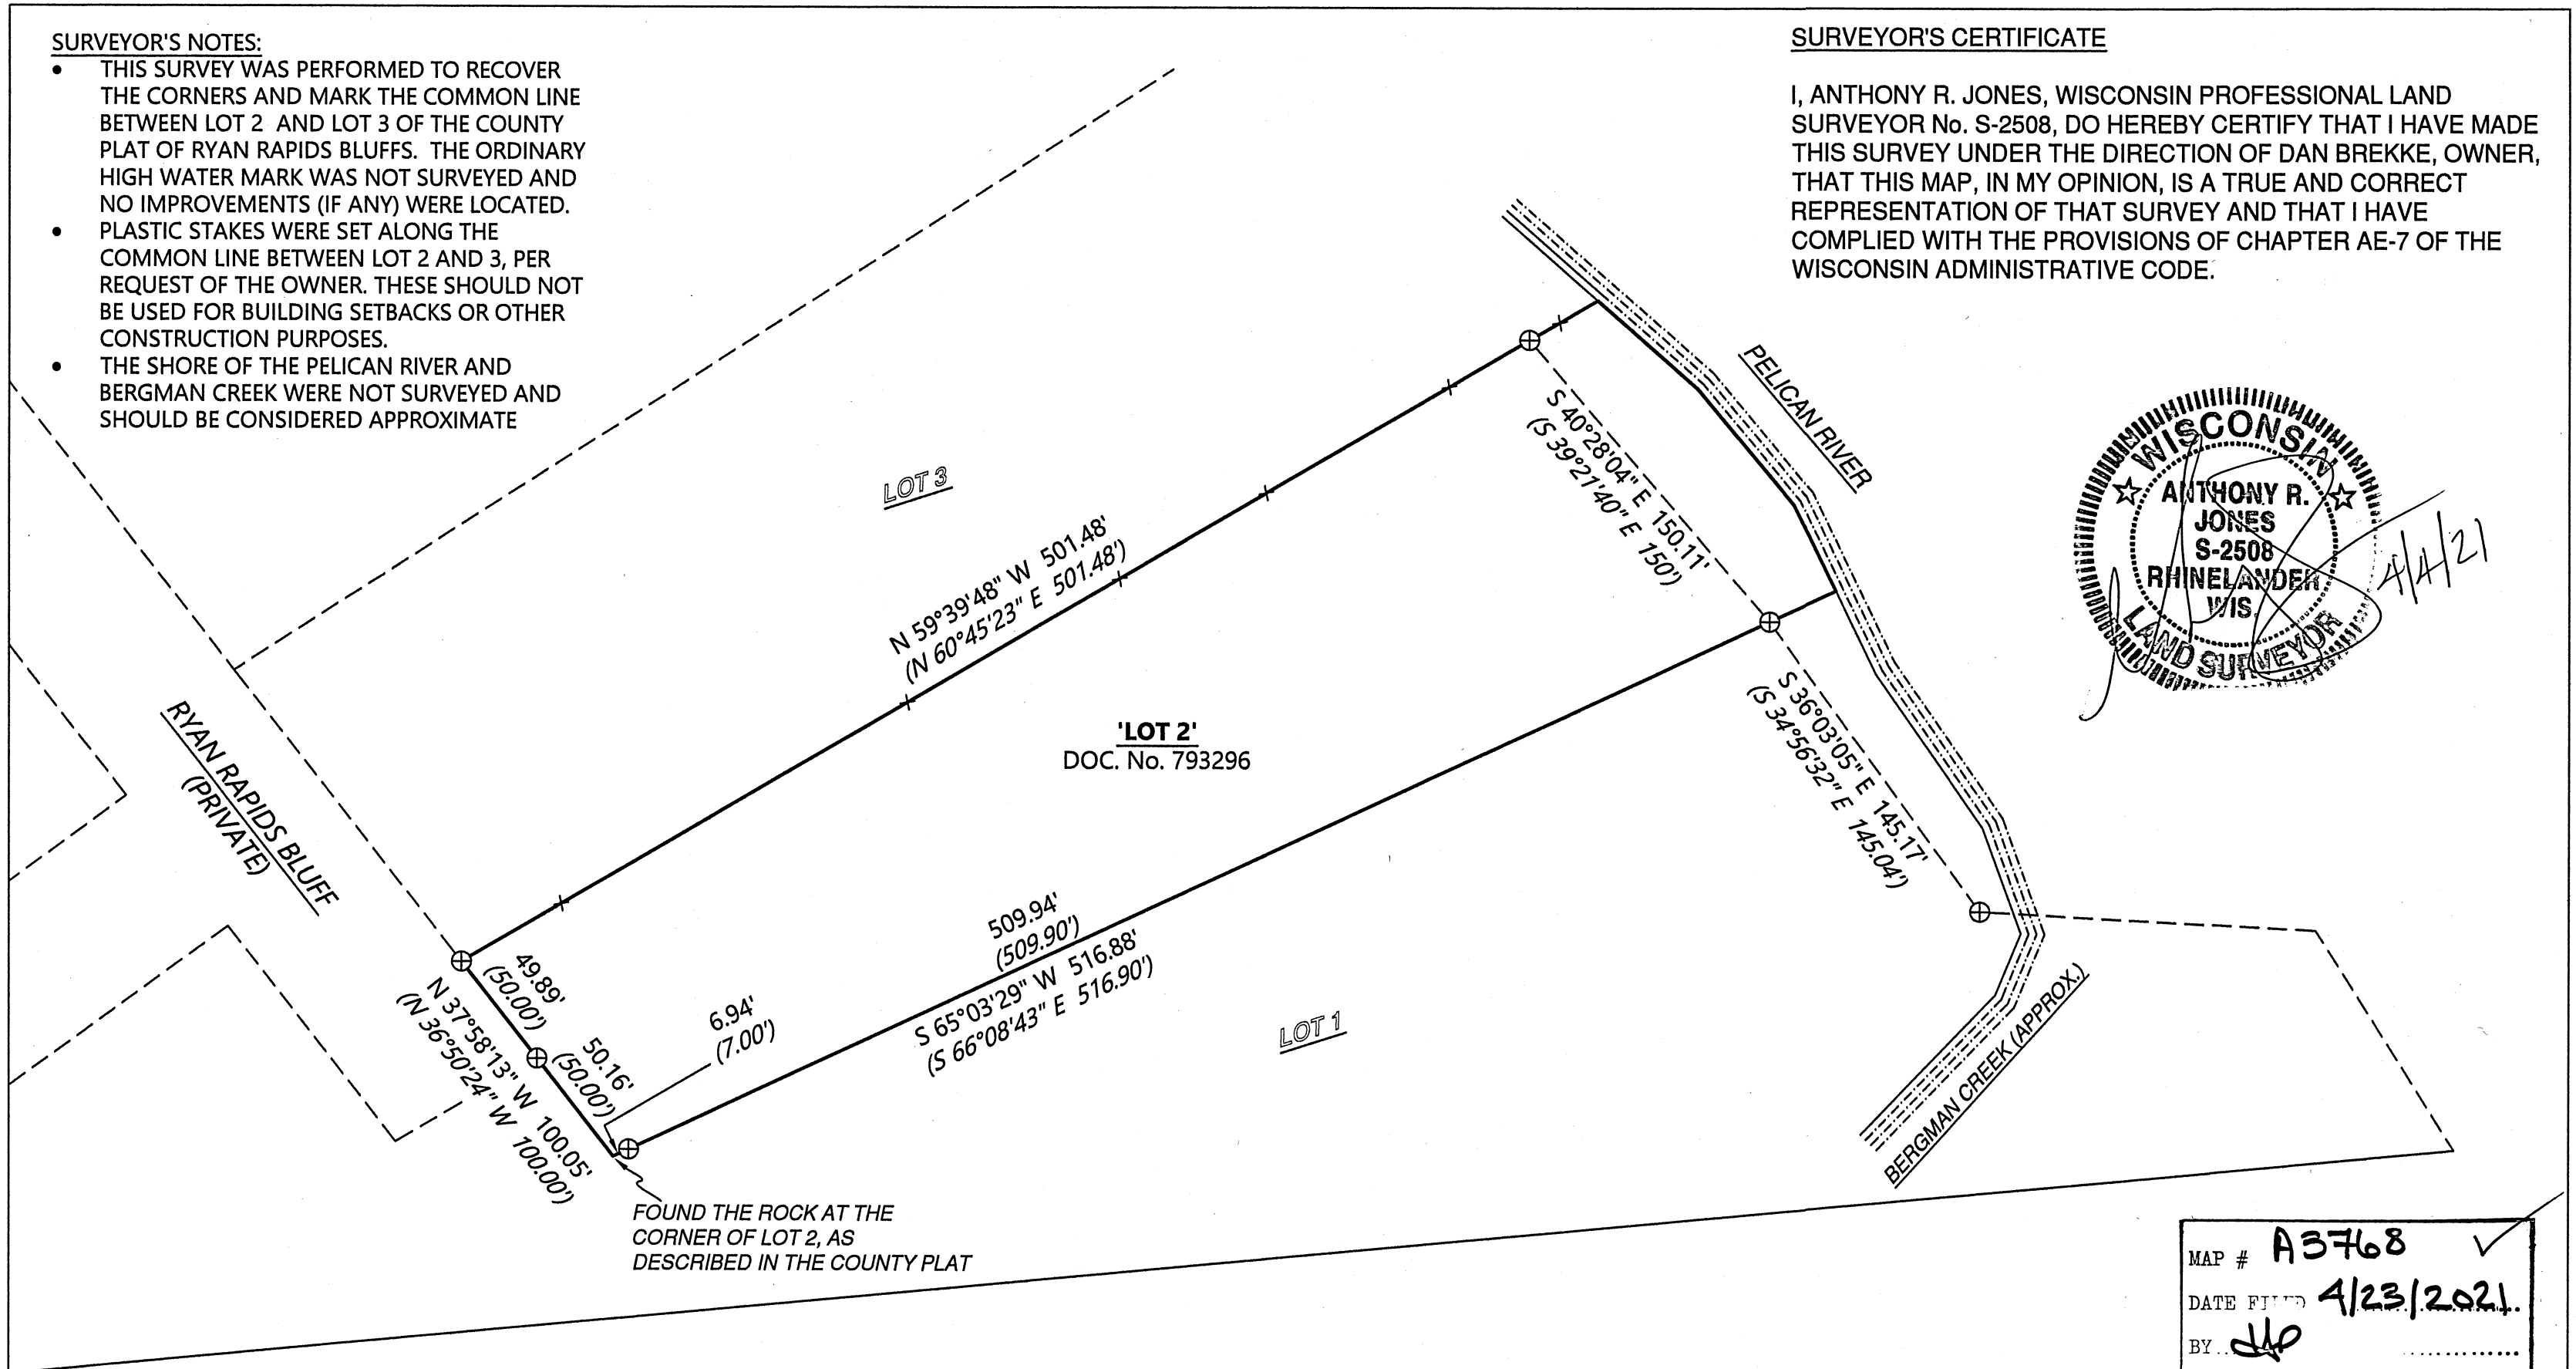 SURVEYOR'S NOTES:
• THIS SURVEY WAS PERFORMED TO RECOVER
THE CORNERS AND MARK THE COMMON LINE
BETWEEN LOT 2 AND LOT 3 OF THE COUNTY
PLAT OF RYAN RAPIDS BLUFFS. THE ORDINARY
HIGH WATER MARK WAS NOT SURVEYED AND
NO IMPROVEMENTS (IF ANY) WERE LOCATED.
• PLASTIC STAKES WERE SET ALONG THE
COMMON LINE BETWEEN LOT 2 AND 3, PER
REQUEST OF THE OWNER. THESE SHOULD NOT
BE USED FOR BUILDING SETBACKS OR OTHER
CONSTRUCTION PURPOSES.
• THE SHORE OF THE PELICAN RIVER AND
BERGMAN CREEK WERE NOT SURVEYED AND
SHOULD BE CONSIDERED APPROXIMATE
SURVEYOR'S CERTIFICATE
I, ANTHONY R. JONES, WISCONSIN PROFESSIONAL LAND
SURVEYOR No. S-2508, DO HEREBY CERTIFY THAT I HAVE MADE
THIS SURVEY UNDER THE DIRECTION OF DAN BREKKE, OWNER,
THAT THIS MAP, IN MY OPINION, IS A TRUE AND CORRECT
REPRESENTATION OF THAT SURVEY AND THAT I HAVE
COMPLIED WITH THE PROVISIONS OF CHAPTER AE-7 OF THE
WISCONSIN ADMINISTRATIVE CODE.
WISCONSIN
ANTHONY R.
JONES
S-2508
RHINELANDER
WIS.
LAND SURVEYOR
4/4/21
PELICAN RIVER
S 40°28'04" E 150.11'
(S 39°21'40" E 150')
LOT 3
N 59°39'48" W 501.48'
(N 60°45'23" E 501.48')
'LOT 2'
DOC. No. 793296
S 36°03'05" E 145.17'
(S 34°56'32" E 145.04')
RYAN RAPIDS BLUFF
(PRIVATE)
509.94'
(509.90')
S 65°03'29" W 516.88'
(S 66°08'43" E 516.90')
49.89'
(50.00')
50.16'
(50.00')
N 37°58'13" W 100.05'
(N 36°50'24" W 100.00')
6.94'
(7.00')
LOT 1
BERGMAN CREEK (APPROX.)
FOUND THE ROCK AT THE
CORNER OF LOT 2, AS
DESCRIBED IN THE COUNTY PLAT
MAP # A3768 ✓
DATE FILED 4/23/2021
BY